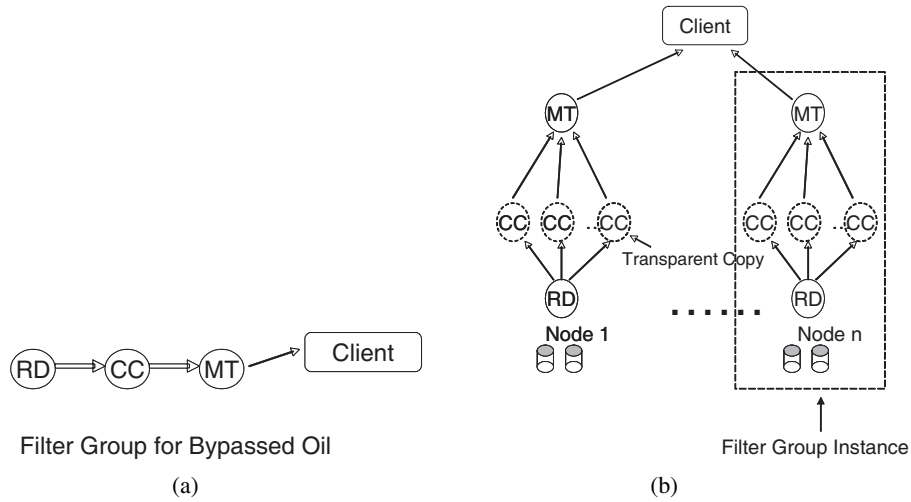 RD
CC
MT
Client
Filter Group for Bypassed Oil
(a)
Client
MT
MT
CC
CC
..CC
CC
CC
..CC
Transparent Copy
RD
RD
......
Node 1
Node n
Filter Group Instance
(b)